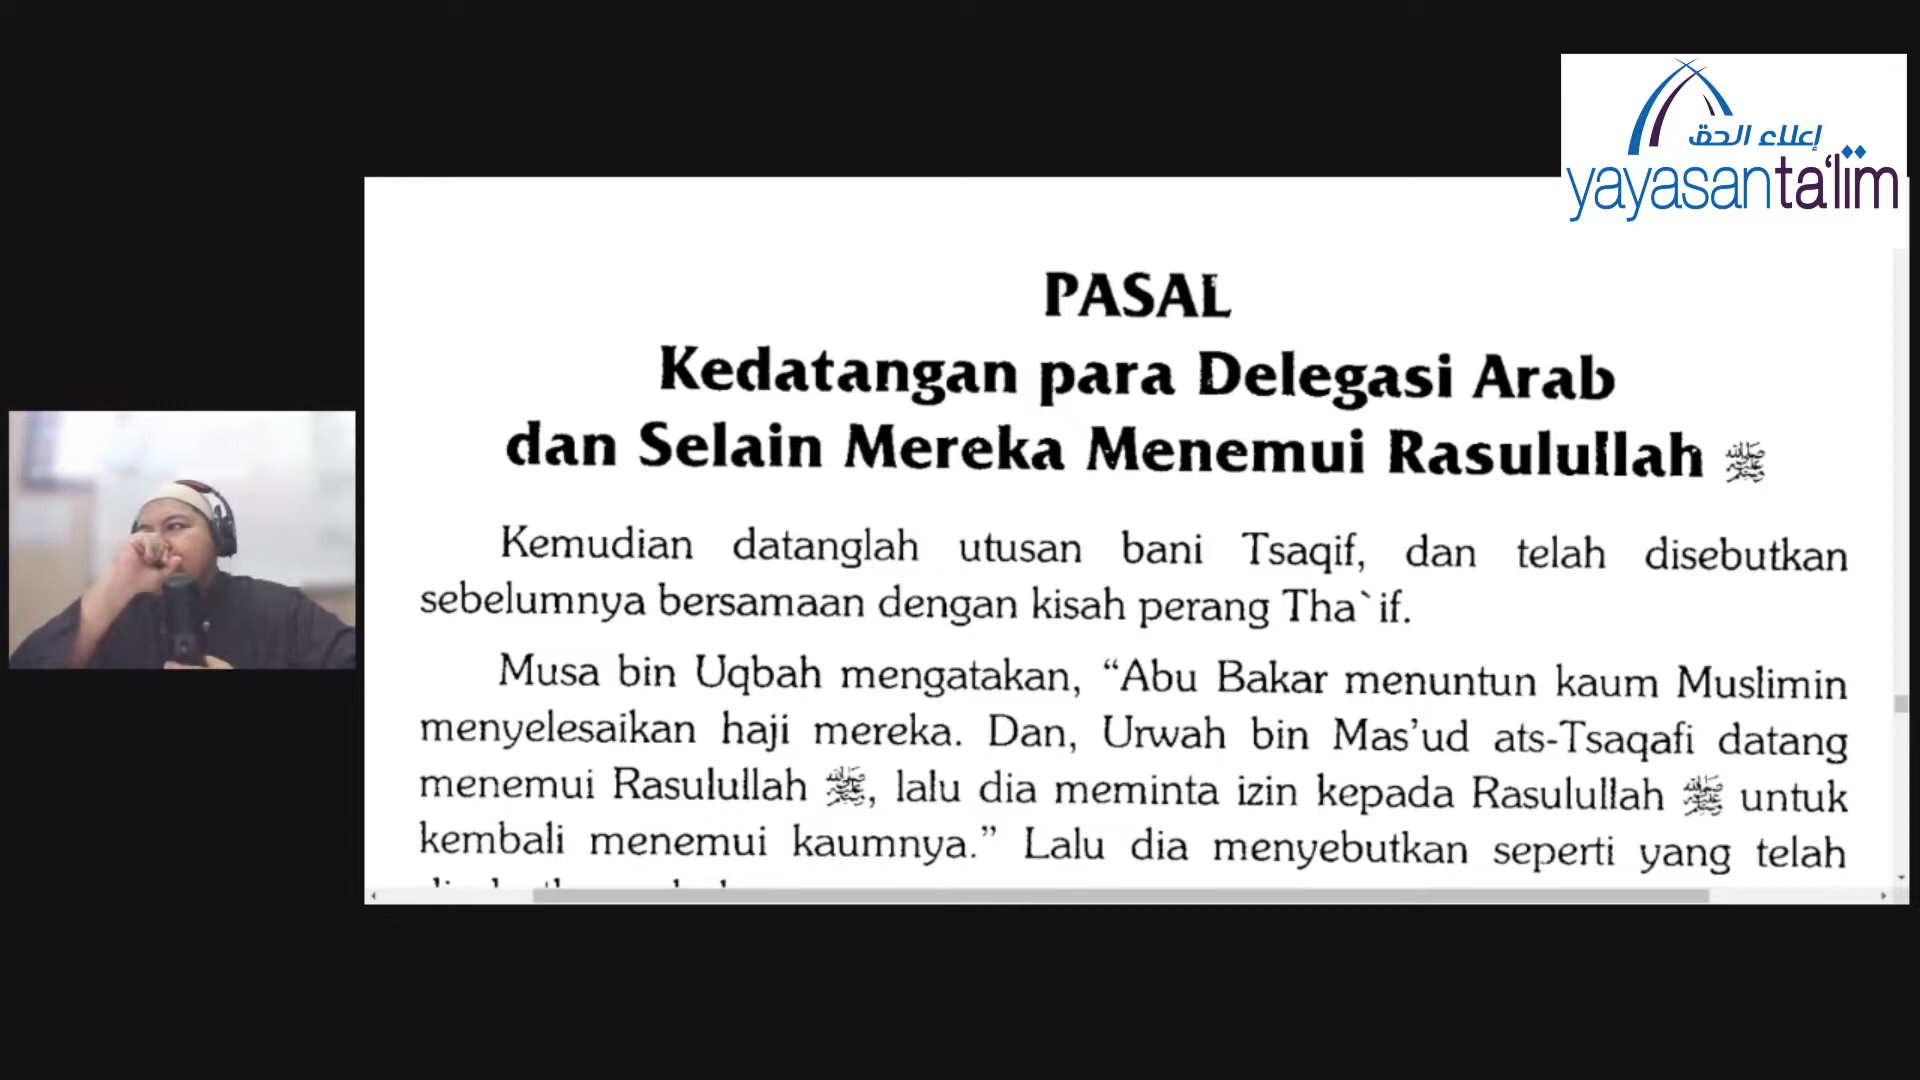 إعلاء الحق
yayasanta'lim
PASAL
Kedatangan para Delegasi Arab
dan Selain Mereka Menemui Rasulullah ﷺ
Kemudian datanglah utusan bani Tsaqif, dan telah disebutkan
sebelumnya bersamaan dengan kisah perang Tha`if.
Musa bin Uqbah mengatakan, “Abu Bakar menuntun kaum Muslimin
menyelesaikan haji mereka. Dan, Urwah bin Mas’ud ats-Tsaqafi datang
menemui Rasulullah ﷺ, lalu dia meminta izin kepada Rasulullah ﷺ untuk
kembali menemui kaumnya.” Lalu dia menyebutkan seperti yang telah